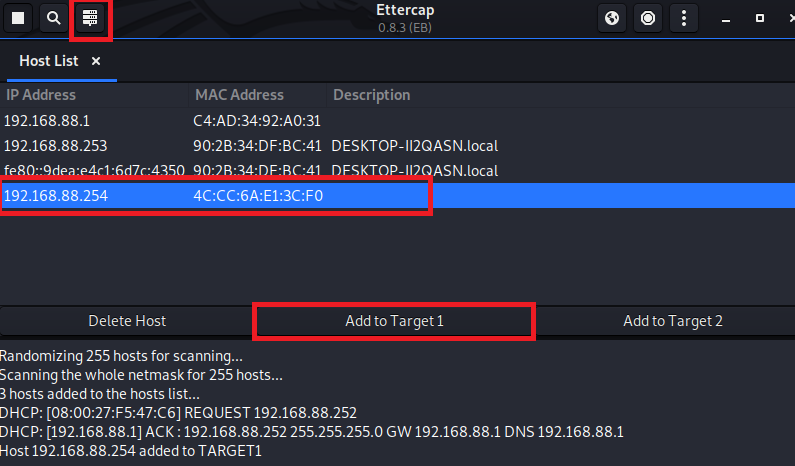 Ettercap
0.8.3 (EB)
Host List ×
IP Address MAC Address Description
192.168.88.1 C4:AD:34:92:A0:31
192.168.88.253 90:2B:34:DF:BC:41 DESKTOP-II2QASN.local
fe80::9dea:e4c1:6d7c:4350 90:2B:34:DF:BC:41 DESKTOP-II2QASN.local
192.168.88.254 4C:CC:6A:E1:3C:F0
Delete Host Add to Target 1 Add to Target 2
Randomizing 255 hosts for scanning...
Scanning the whole netmask for 255 hosts...
3 hosts added to the hosts list...
DHCP: [08:00:27:F5:47:C6] REQUEST 192.168.88.252
DHCP: [192.168.88.1] ACK : 192.168.88.252 255.255.255.0 GW 192.168.88.1 DNS 192.168.88.1
Host 192.168.88.254 added to TARGET1